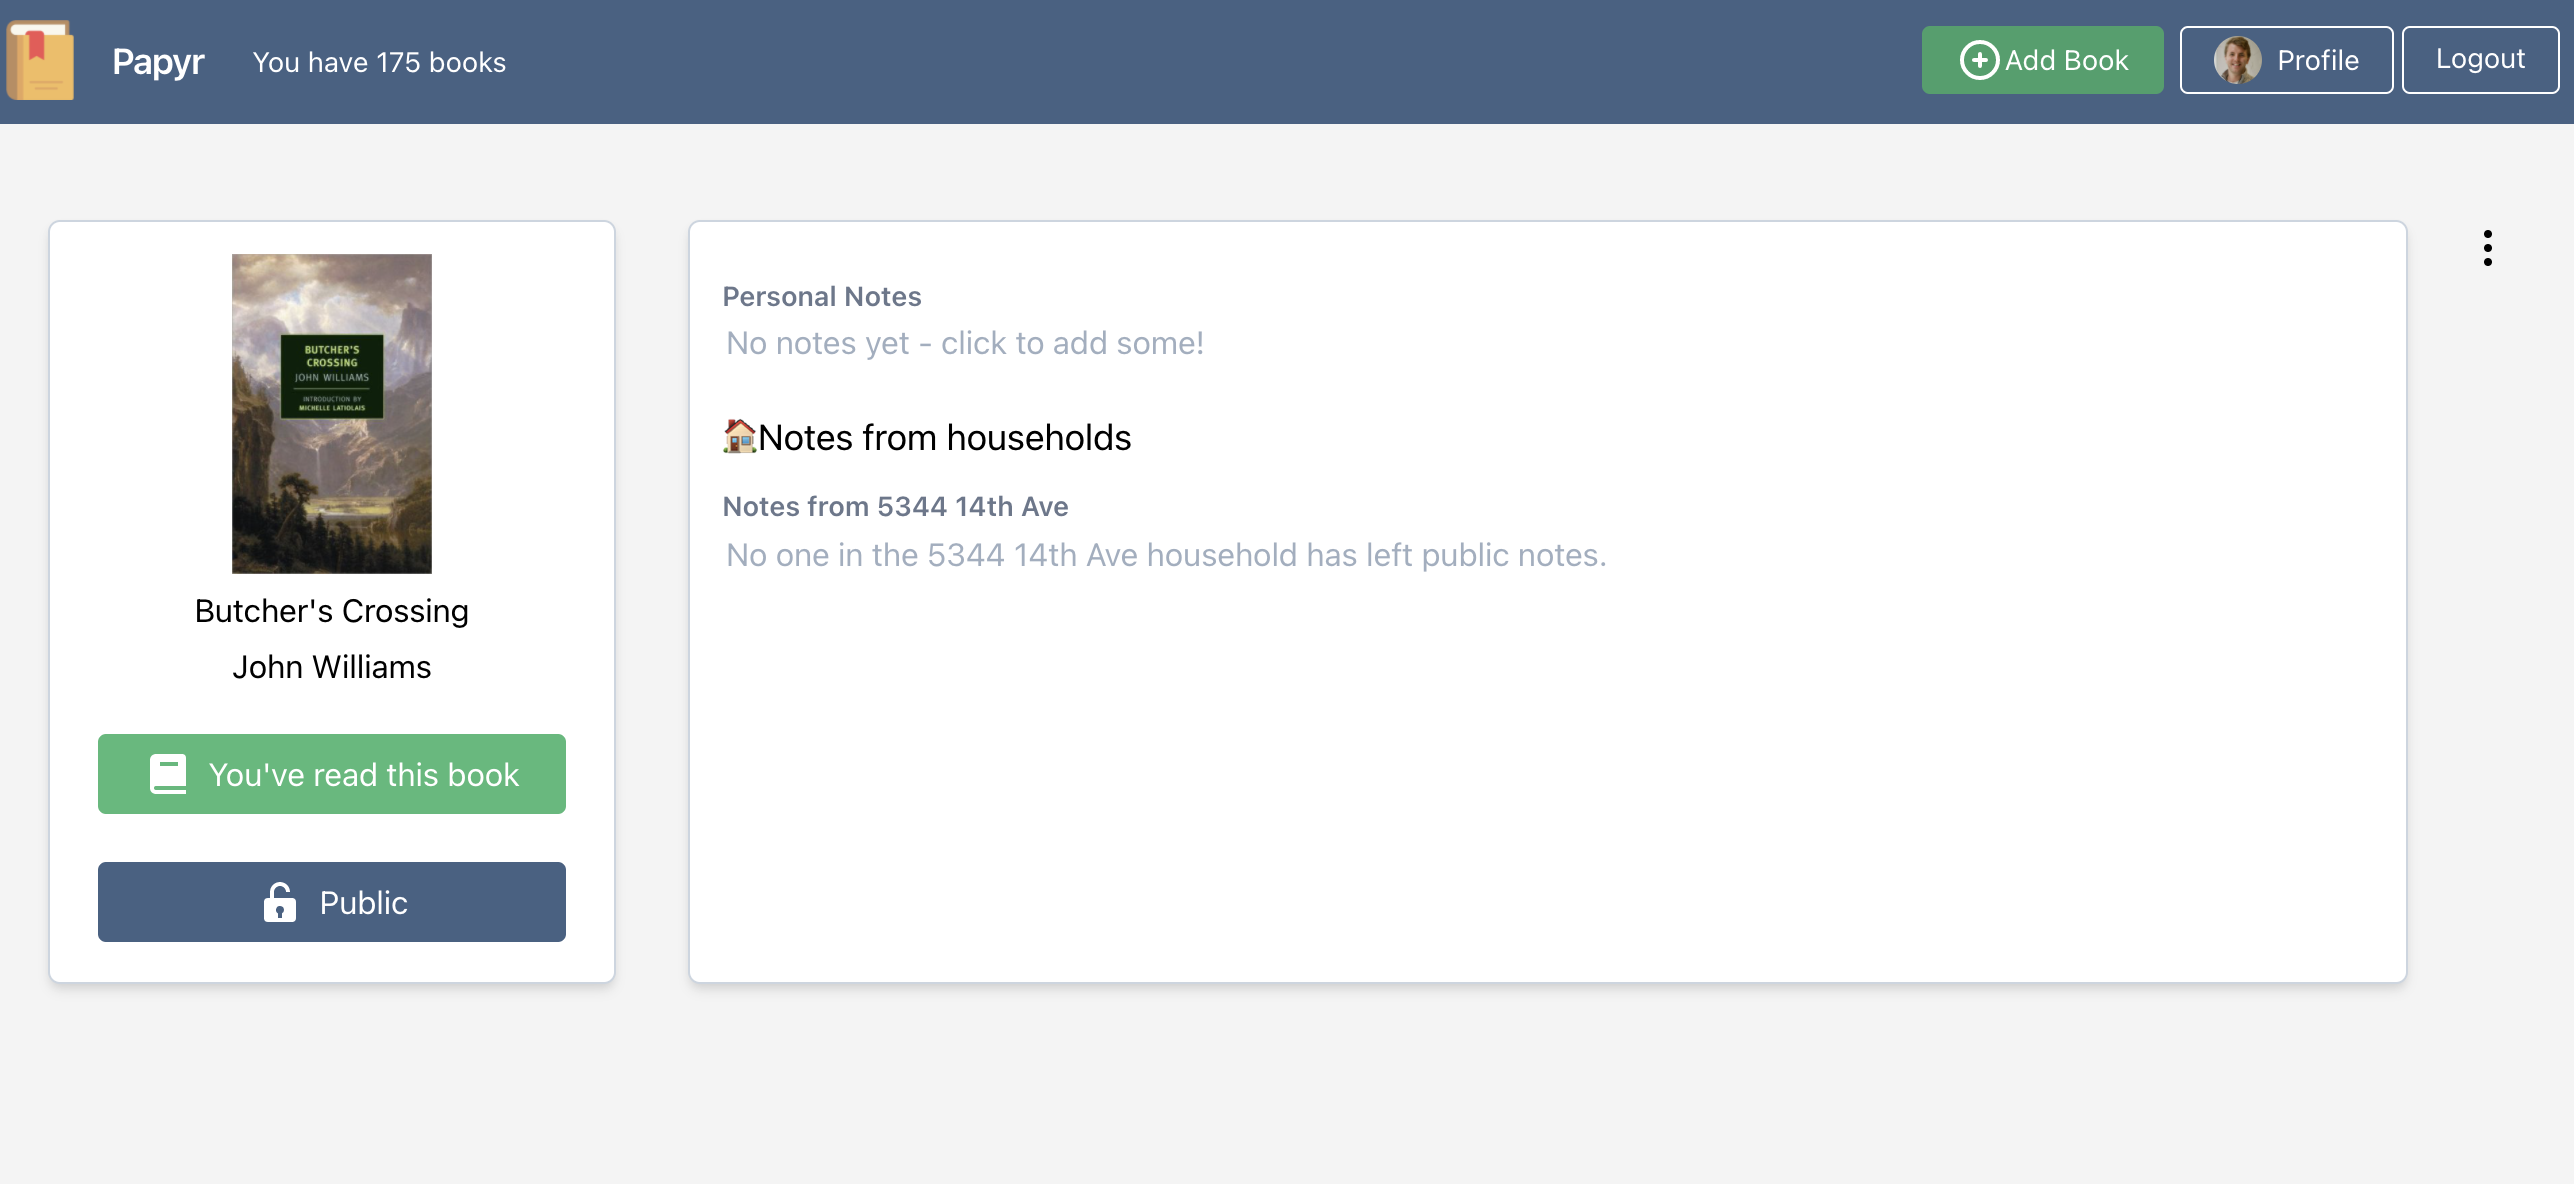 Papyr
You have 175 books
Add Book
Profile
Logout
BUTCHER'S
CROSSING
JOHN WILLIAMS
INTRODUCTION BY
MICHELLE LATIOLAIS
Butcher's Crossing
John Williams
You've read this book
Public
Personal Notes
No notes yet - click to add some!
🏠Notes from households
Notes from 5344 14th Ave
No one in the 5344 14th Ave household has left public notes.